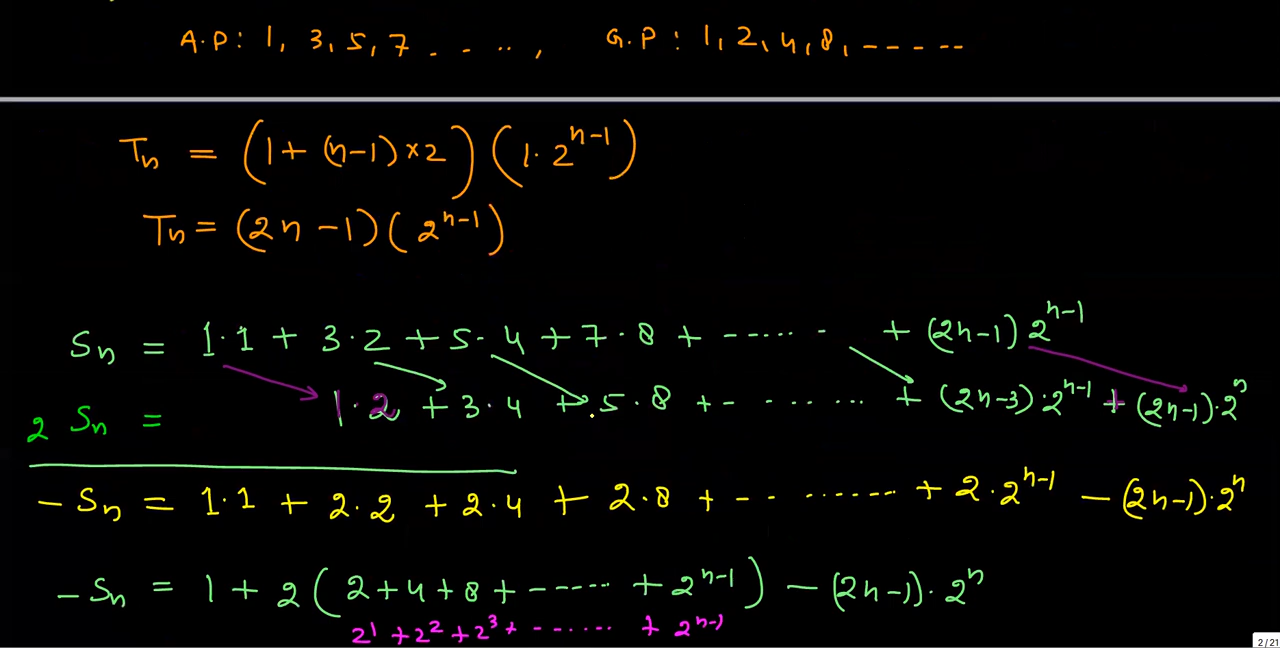 A.P: 1, 3, 5, 7 - - - .., G.P : 1, 2, 4, 8, -----
Tn = (1+ (n-1)×2) (1· 2^{n-1})
Tn = (2n -1) ( 2^{n-1})
Sn = 1·1 + 3·2 + 5·4 + 7·8 + ------ + (2n-1) 2^{n-1}
2 Sn = 1·2 + 3·4 + 5·8 + - ...... + (2n-3)·2^{n-1} + (2n-1)·2^n
- Sn = 1·1 + 2·2 + 2·4 + 2·8 + -- ....... + 2·2^{n-1} - (2n-1)·2^n
- Sn = 1 + 2 ( 2+4+8+ ------ + 2^{n-1} ) - (2n-1)·2^n
2^1 +2^2 +2^3 + ------- + 2^{n-1}
2/21